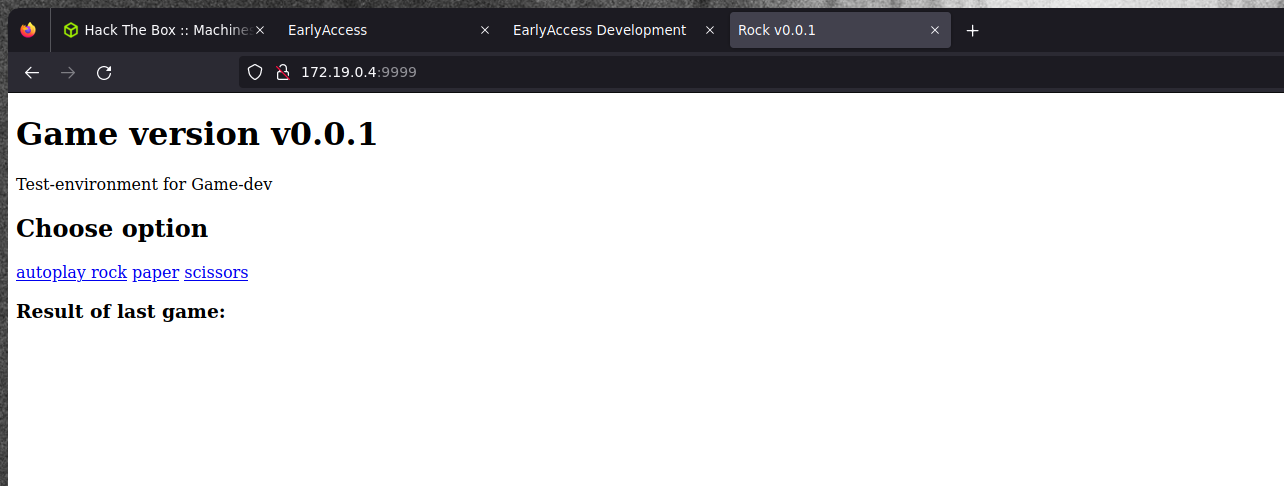 Hack The Box :: Machines
EarlyAccess
EarlyAccess Development
Rock v0.0.1
172.19.0.4:9999
Game version v0.0.1
Test-environment for Game-dev
Choose option
autoplay rock paper scissors
Result of last game: